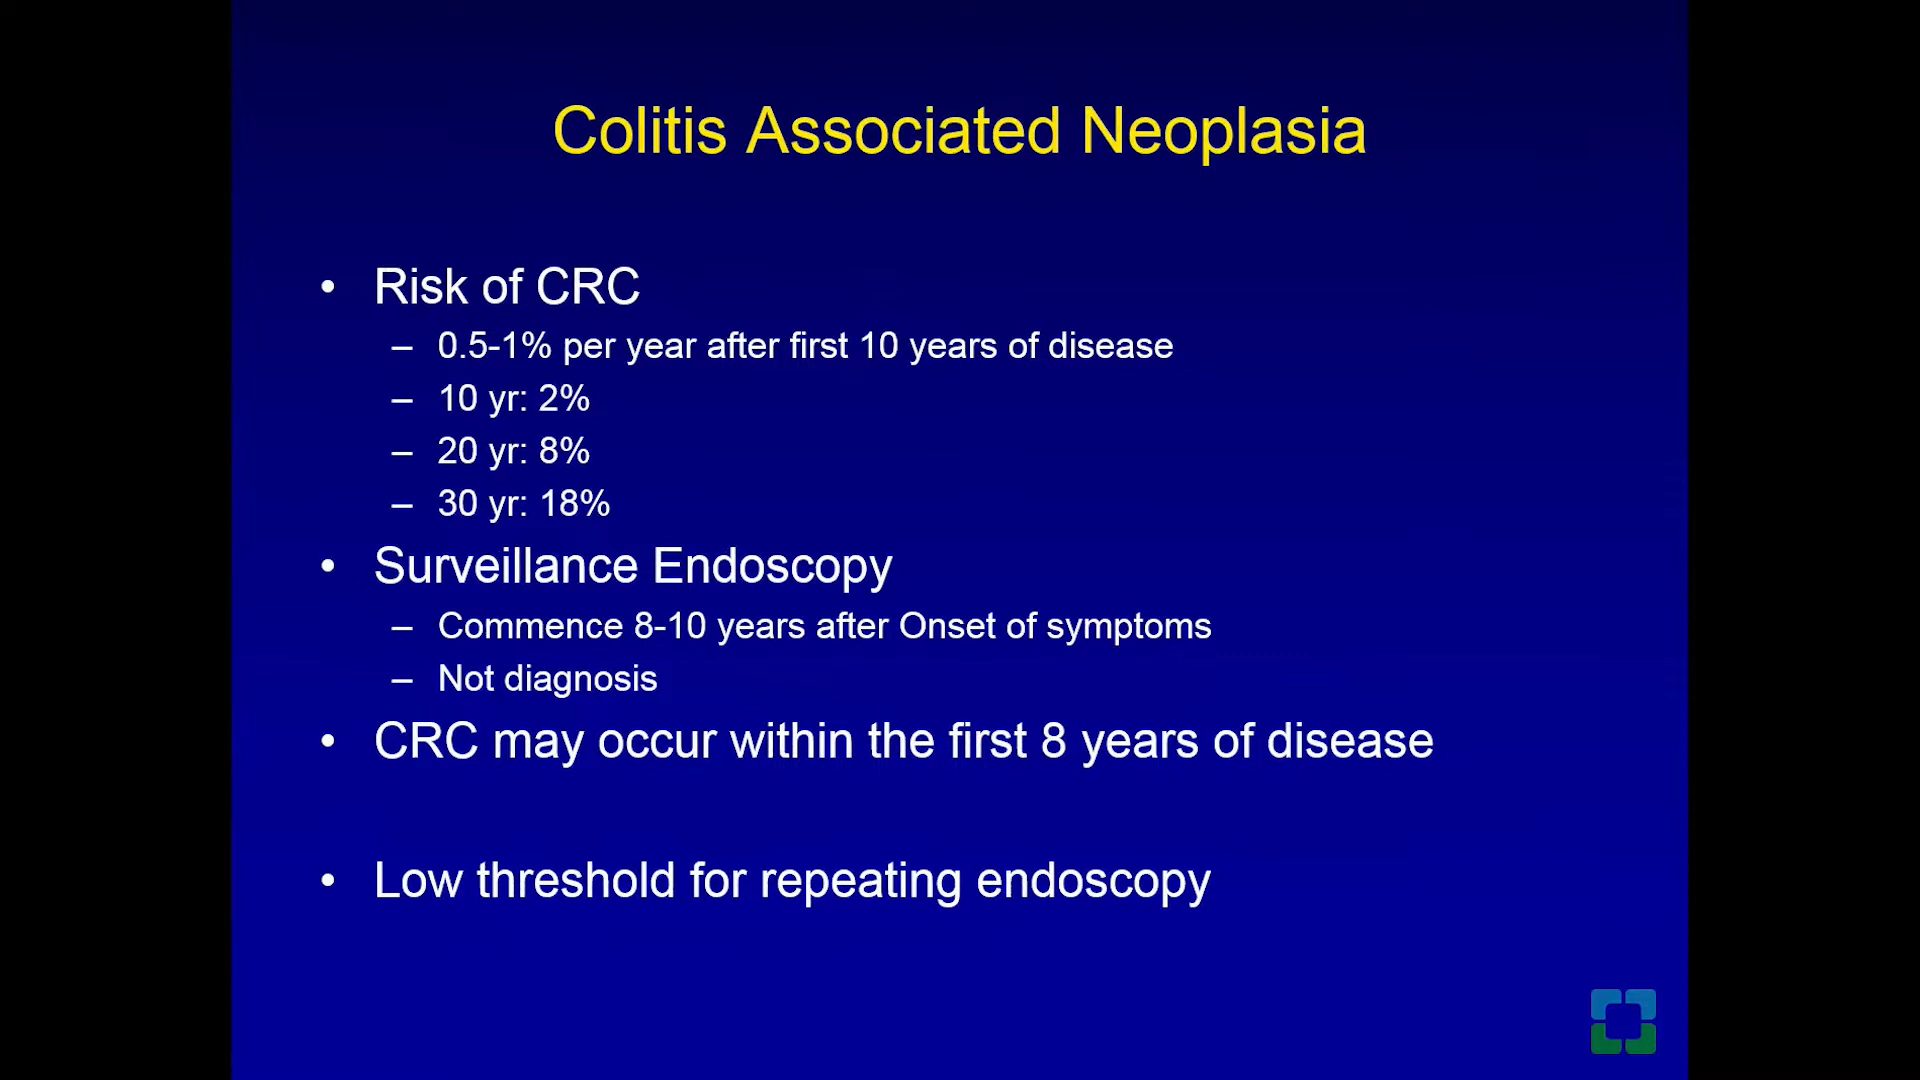 Colitis Associated Neoplasia
• Risk of CRC
– 0.5-1% per year after first 10 years of disease
– 10 yr: 2%
– 20 yr: 8%
– 30 yr: 18%
• Surveillance Endoscopy
– Commence 8-10 years after Onset of symptoms
– Not diagnosis
• CRC may occur within the first 8 years of disease
• Low threshold for repeating endoscopy